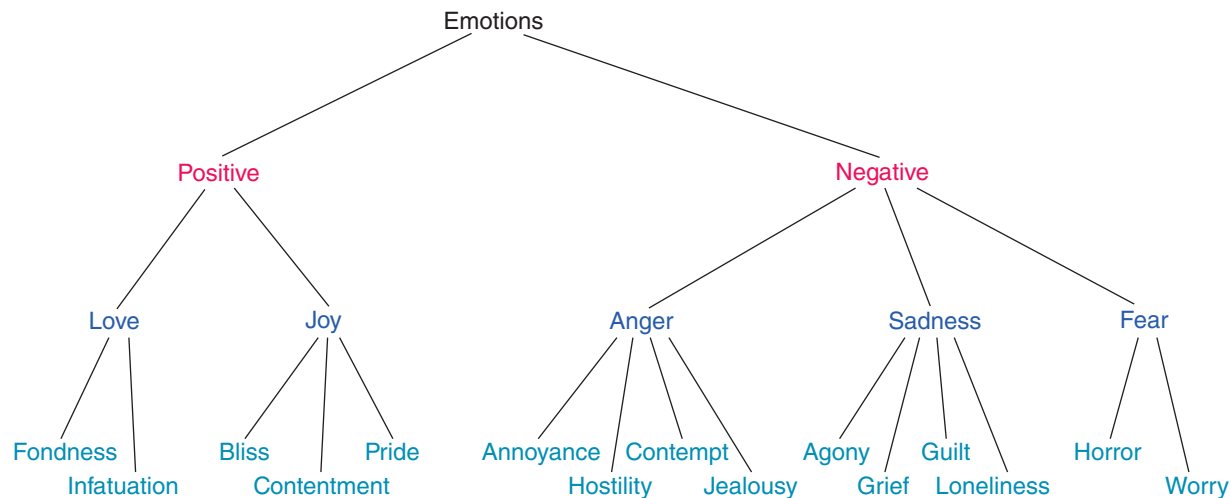 Emotions
Positive Negative
Love Joy Anger Sadness Fear
Fondness Bliss Pride Annoyance Contempt Agony Guilt Horror
Infatuation Contentment Hostility Jealousy Grief Loneliness Worry